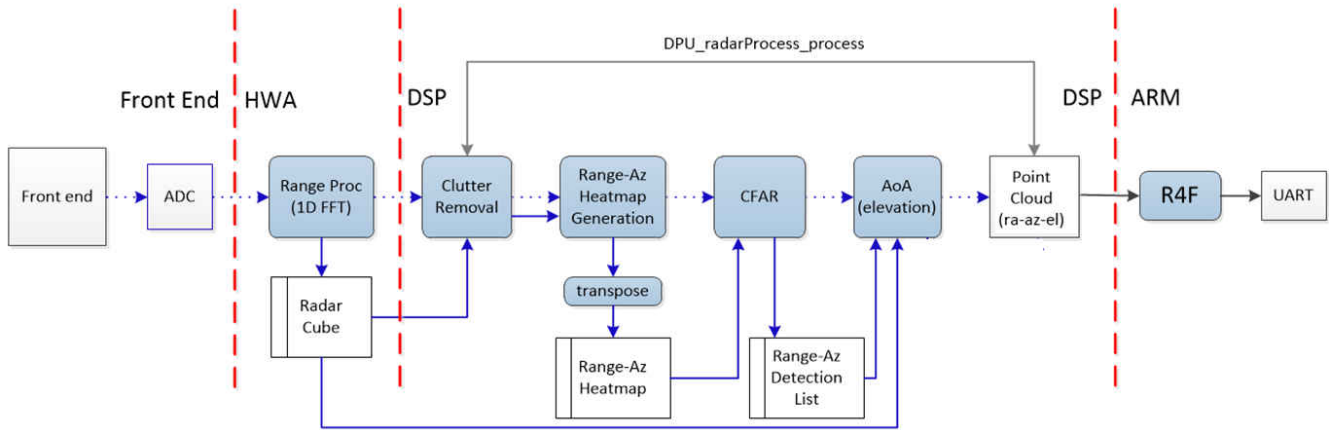 DPU_radarProcess_process
Front End
HWA
DSP
DSP
ARM
Front end
ADC
Range Proc
(1D FFT)
Clutter
Removal
Range-Az
Heatmap
Generation
CFAR
AoA
(elevation)
Point
Cloud
(ra-az-el)
R4F
UART
Radar
Cube
transpose
Range-Az
Heatmap
Range-Az
Detection
List